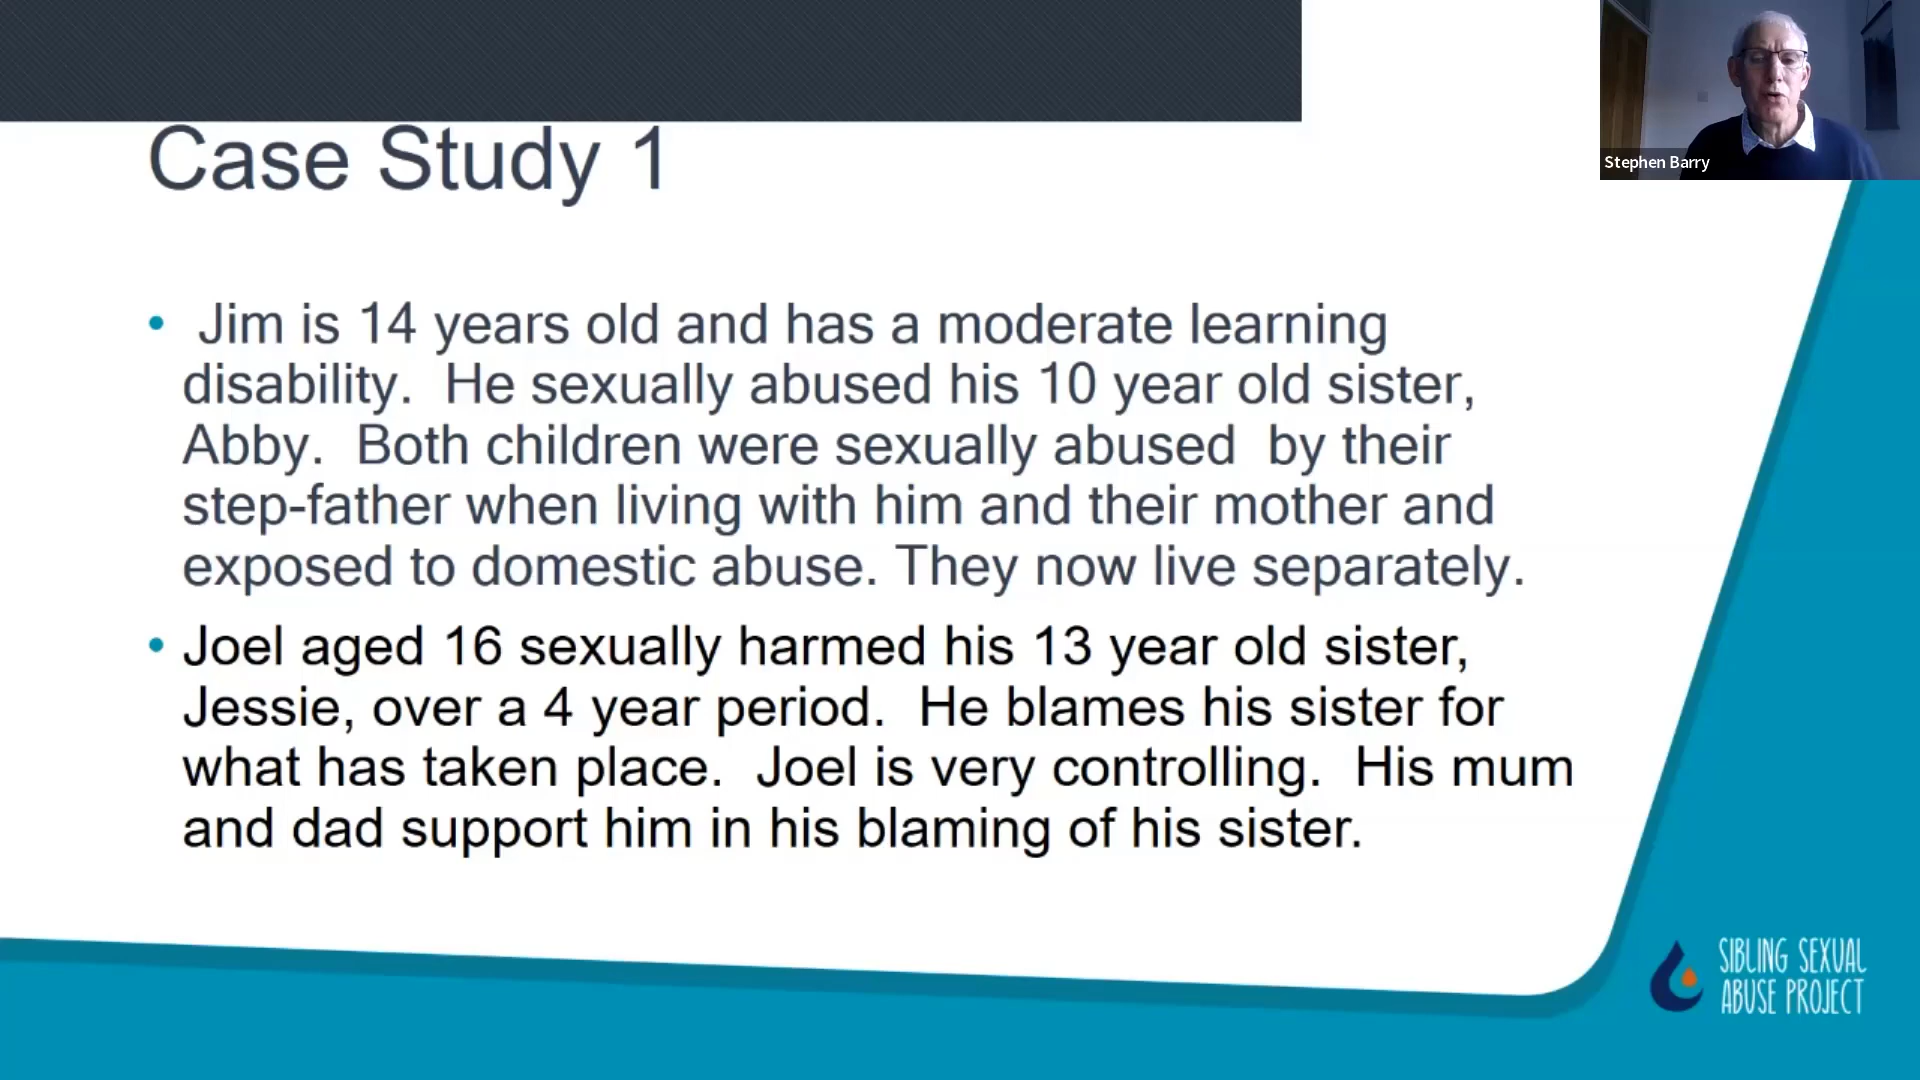 Stephen Barry
Case Study 1
• Jim is 14 years old and has a moderate learning
disability.  He sexually abused his 10 year old sister,
Abby.  Both children were sexually abused  by their
step-father when living with him and their mother and
exposed to domestic abuse. They now live separately.
• Joel aged 16 sexually harmed his 13 year old sister,
Jessie, over a 4 year period.  He blames his sister for
what has taken place.  Joel is very controlling.  His mum
and dad support him in his blaming of his sister.
SIBLING SEXUAL
ABUSE PROJECT